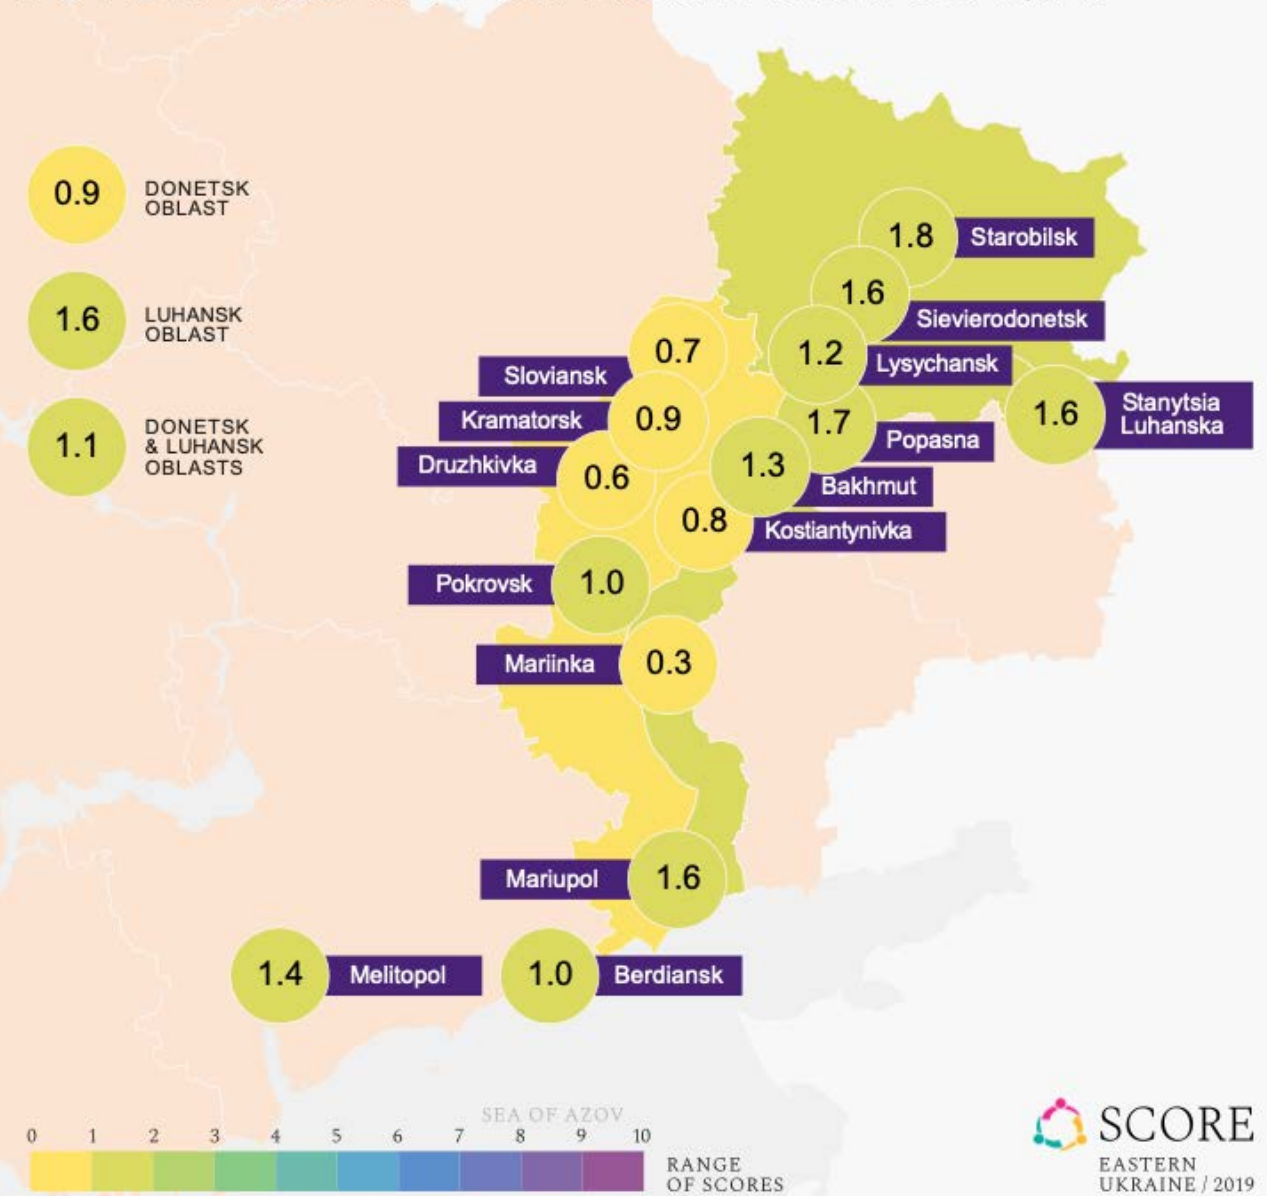 0.9
DONETSK
OBLAST
1.6
LUHANSK
OBLAST
1.1
DONETSK
& LUHANSK
OBLASTS
1.8
Starobilsk
1.6
Sievierodonetsk
0.7
Sloviansk
1.2
Lysychansk
0.9
Kramatorsk
1.7
Popasna
1.6
Stanytsia
Luhanska
0.6
Druzhkivka
1.3
Bakhmut
0.8
Kostiantynivka
1.0
Pokrovsk
0.3
Mariinka
1.6
Mariupol
1.4
Melitopol
1.0
Berdiansk
SEA OF AZOV
0 1 2 3 4 5 6 7 8 9 10
RANGE
OF SCORES
SCORE
EASTERN
UKRAINE / 2019